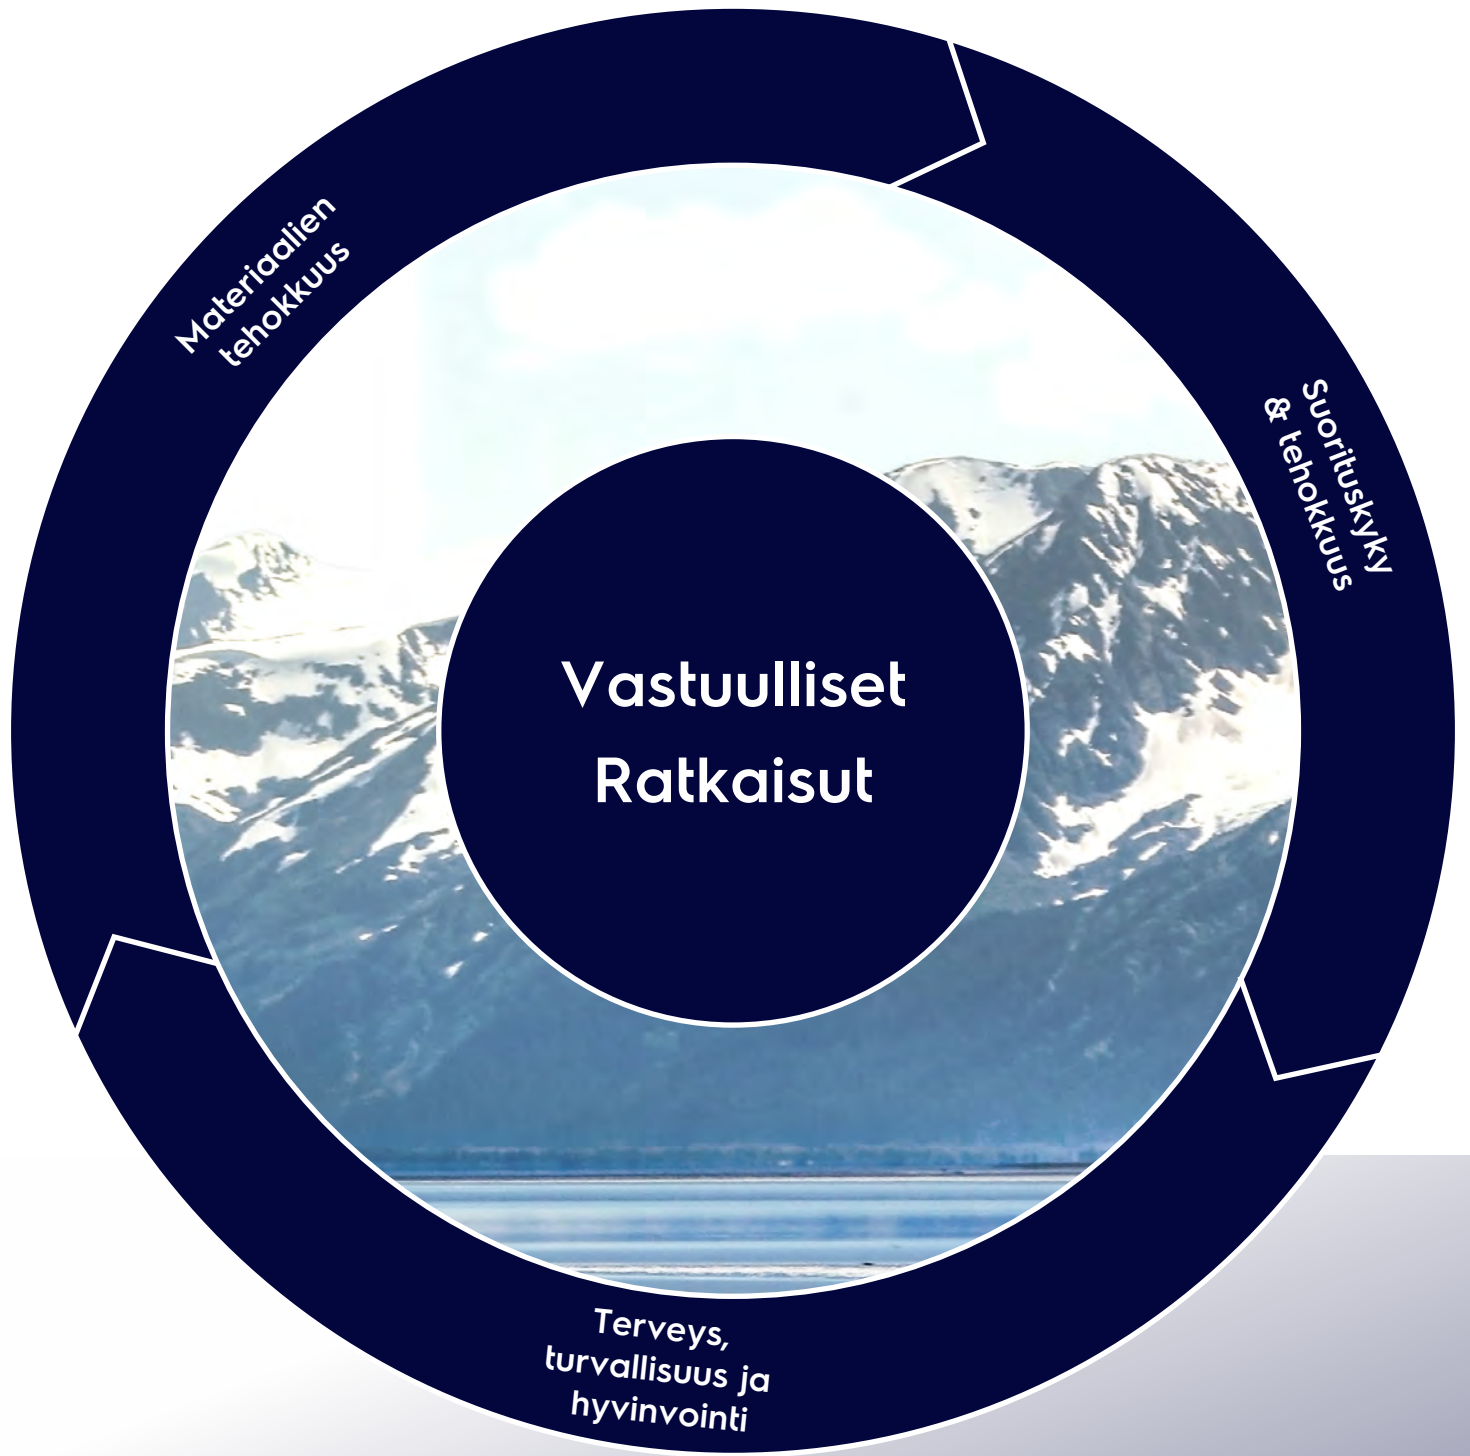 Materiaalien
tehokkuus
Suorituskyky
& tehokkuus
Vastuulliset
Ratkaisut
Terveys,
turvallisuus ja
hyvinvointi